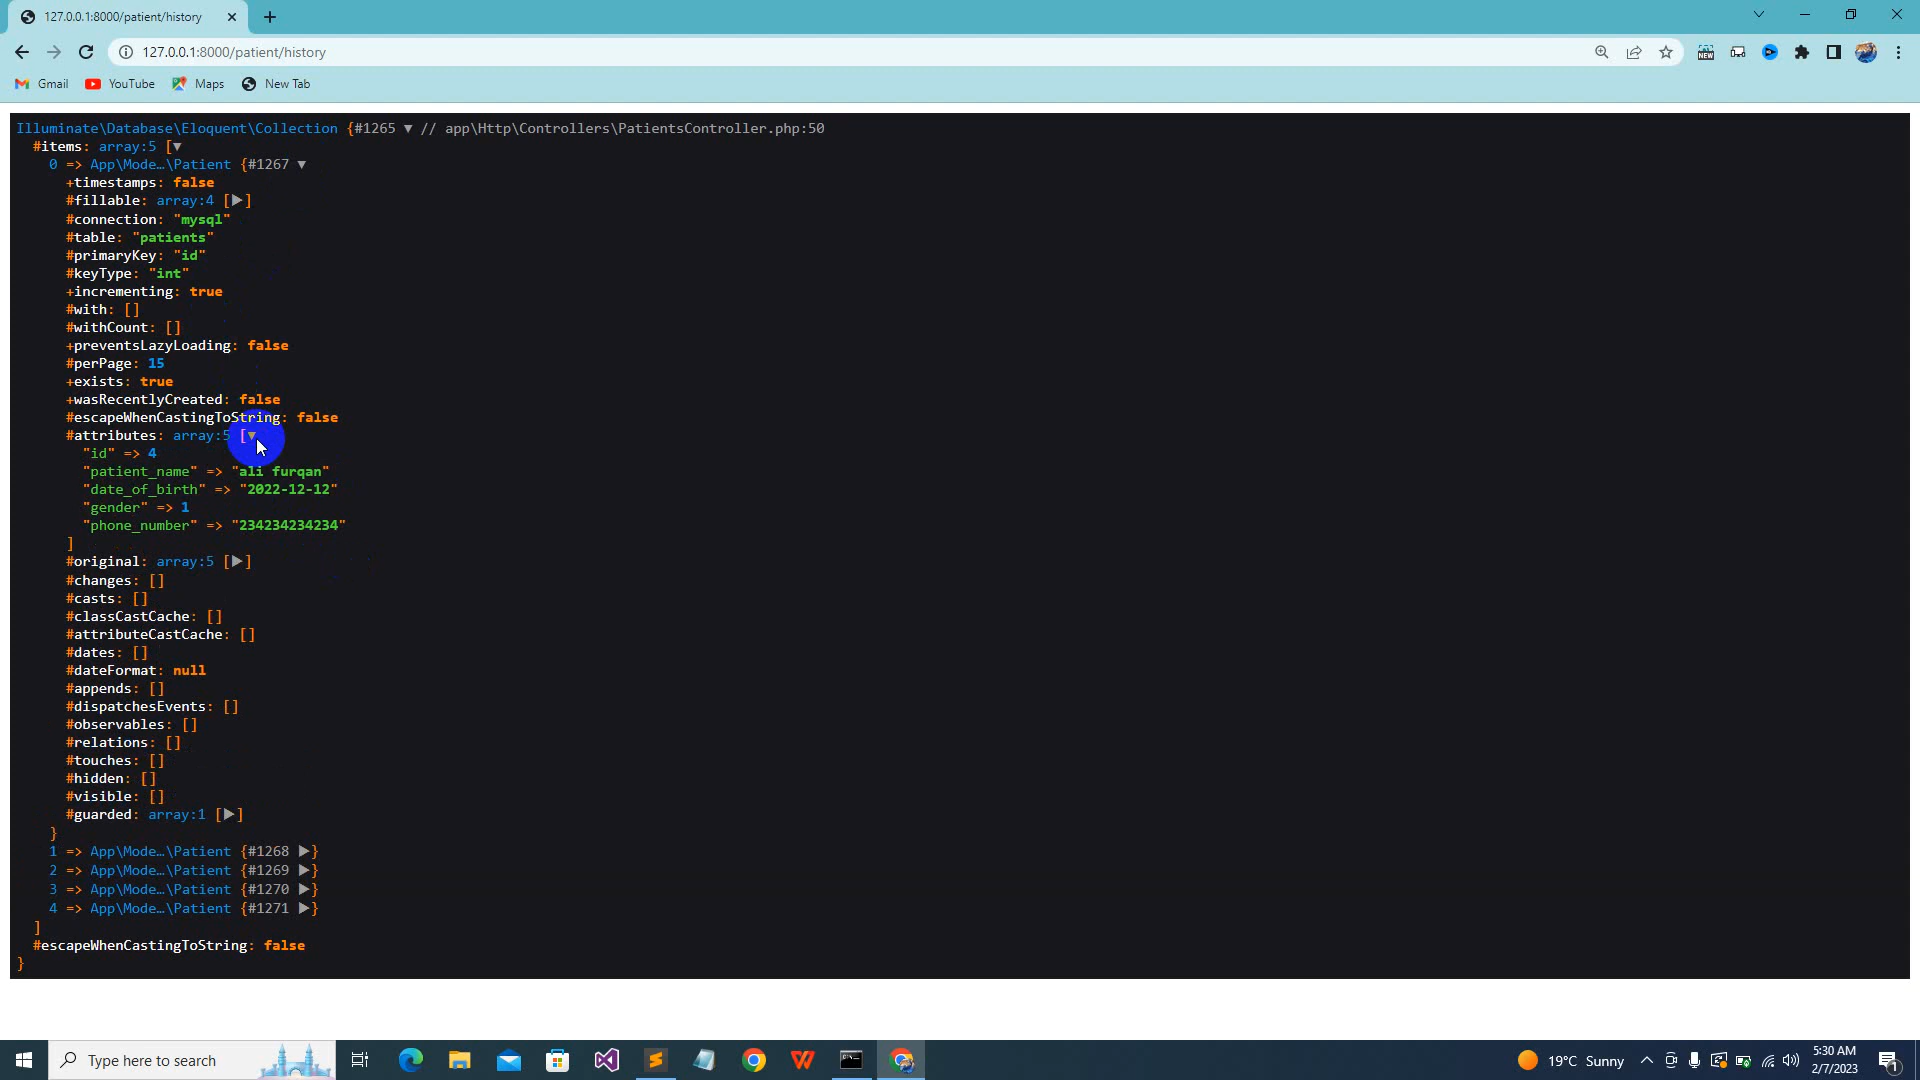 127.0.0.1:8000/patient/history
127.0.0.1:8000/patient/history
NEW
Gmail YouTube Maps New Tab
Illuminate\Database\Eloquent\Collection {#1265 ▼ // app\Http\Controllers\PatientsController.php:50
#items: array:5 [▼
0 => App\Mode…\Patient {#1267 ▼
+timestamps: false
#fillable: array:4 [▶]
#connection: "mysql"
#table: "patients"
#primaryKey: "id"
#keyType: "int"
+incrementing: true
#with: []
#withCount: []
+preventsLazyLoading: false
#perPage: 15
+exists: true
+wasRecentlyCreated: false
#escapeWhenCastingToString: false
#attributes: array:5 [▼
"id" => 4
"patient_name" => "ali furqan"
"date_of_birth" => "2022-12-12"
"gender" => 1
"phone_number" => "234234234234"
]
#original: array:5 [▶]
#changes: []
#casts: []
#classCastCache: []
#attributeCastCache: []
#dates: []
#dateFormat: null
#appends: []
#dispatchesEvents: []
#observables: []
#relations: []
#touches: []
#hidden: []
#visible: []
#guarded: array:1 [▶]
}
1 => App\Mode…\Patient {#1268 ▶}
2 => App\Mode…\Patient {#1269 ▶}
3 => App\Mode…\Patient {#1270 ▶}
4 => App\Mode…\Patient {#1271 ▶}
]
#escapeWhenCastingToString: false
}
Type here to search
19°C Sunny
5:30 AM
2/7/2023
1